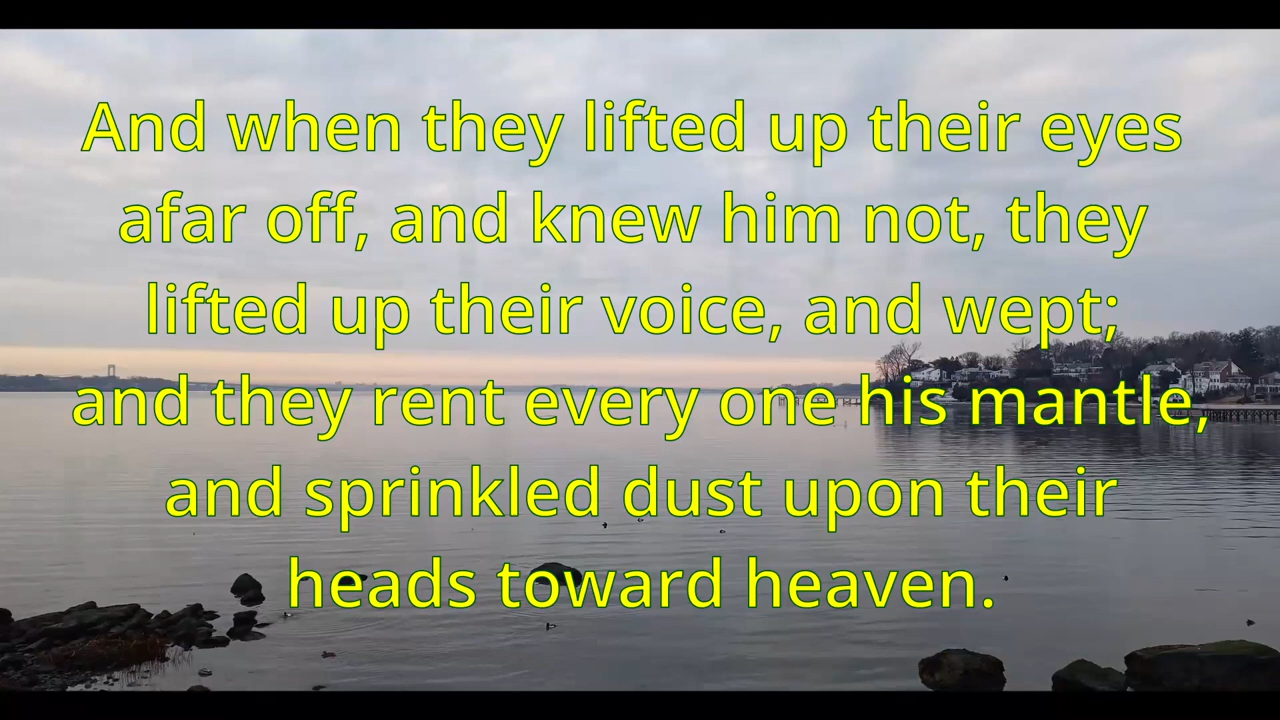 And when they lifted up their eyes
afar off, and knew him not, they
lifted up their voice, and wept;
and they rent every one his mantle,
and sprinkled dust upon their
heads toward heaven.